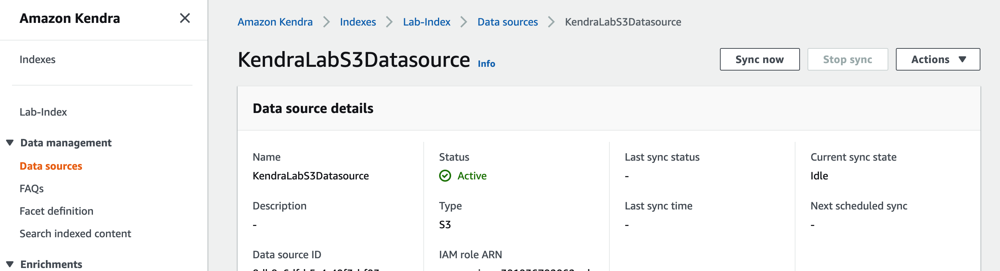 Amazon Kendra
Indexes
Lab-Index
Data management
Data sources
FAQs
Facet definition
Search indexed content
Enrichments
Amazon Kendra Indexes Lab-Index Data sources KendraLabS3Datasource
KendraLabS3Datasource Info
Sync now Stop sync Actions
Data source details
Name
KendraLabS3Datasource
Description
-
Data source ID
Status
Active
Type
S3
IAM role ARN
Last sync status
-
Last sync time
-
Current sync state
Idle
Next scheduled sync
-